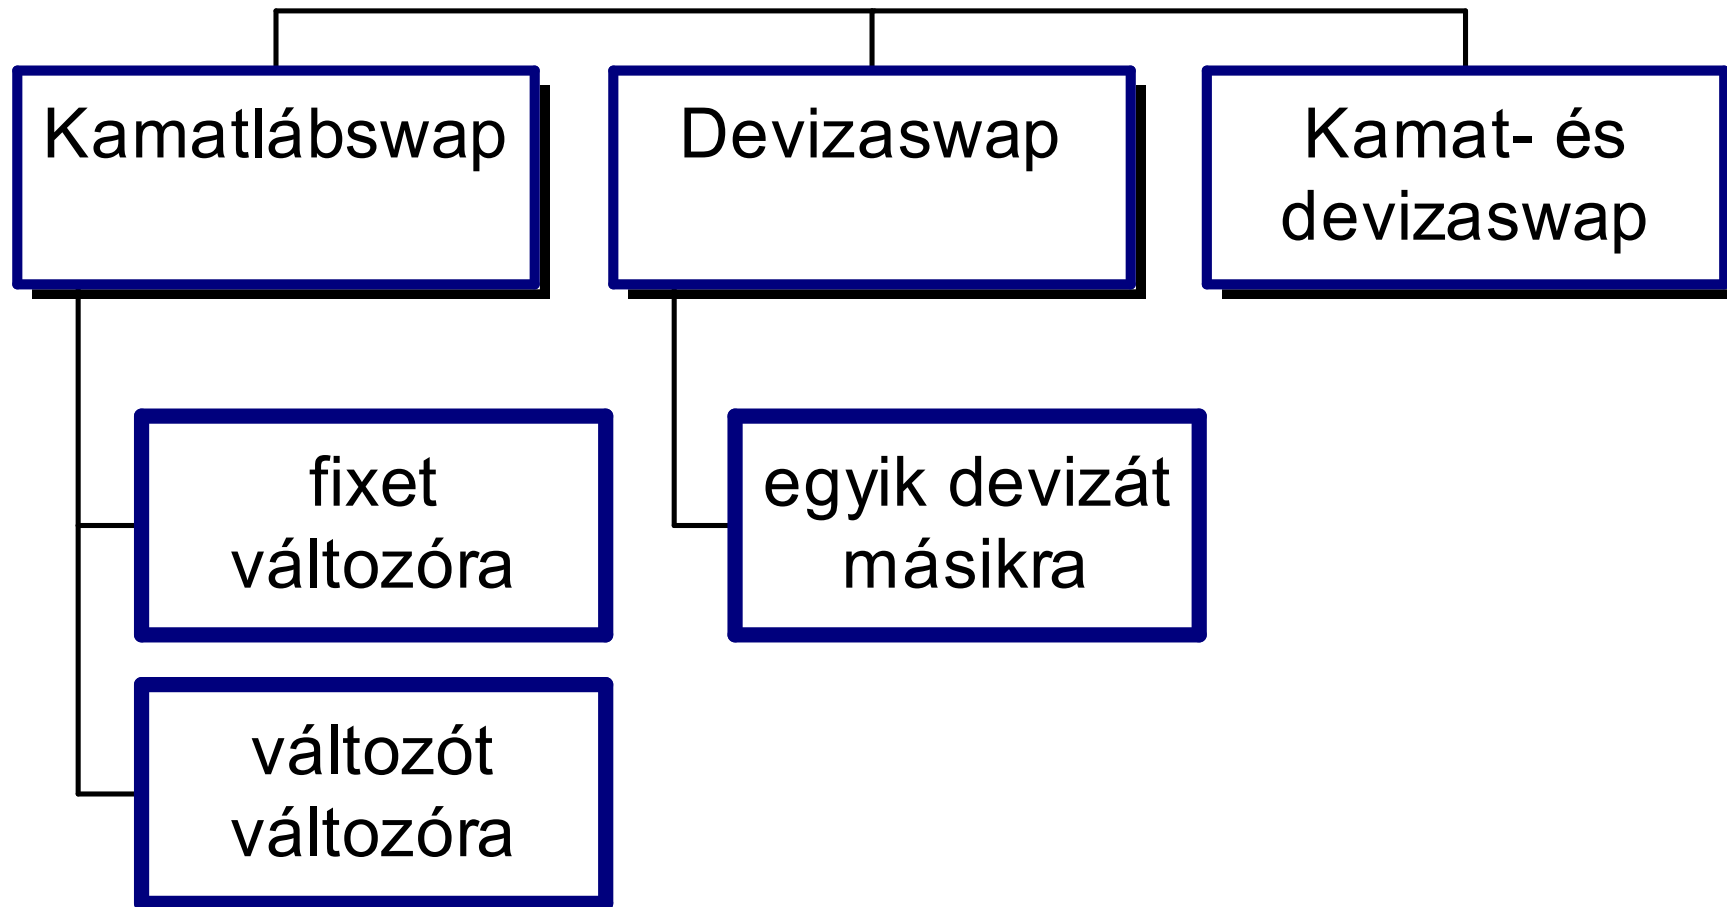 Kamatlábswap
Devizaswap
Kamat- és
devizaswap
fixet
változóra
egyik devizát
másikra
változót
változóra